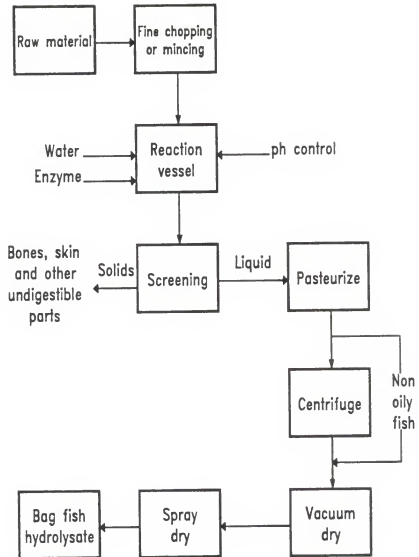 Raw material
Fine chopping
or mincing
Water
Enzyme
Reaction
vessel
ph control
Bones, skin
and other
undigestible
parts
Solids
Screening
Liquid
Pasteurize
Centrifuge
Non
oily
fish
Bag fish
hydrolysate
Spray
dry
Vacuum
dry